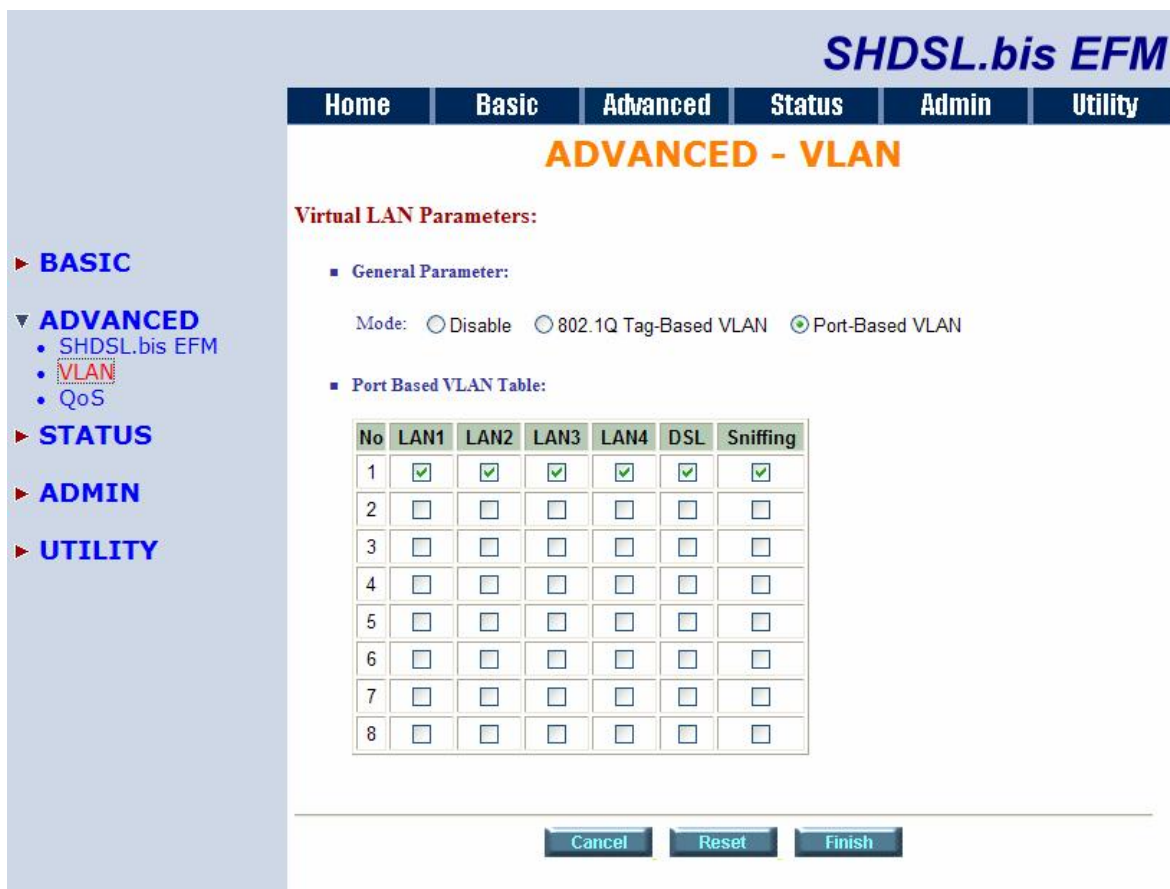 SHDSL.bis EFM
Home Basic Advanced Status Admin Utility
ADVANCED - VLAN
Virtual LAN Parameters:
BASIC
ADVANCED
SHDSL.bis EFM
VLAN
QoS
STATUS
ADMIN
UTILITY
General Parameter:
Mode: Disable 802.1Q Tag-Based VLAN Port-Based VLAN
Port Based VLAN Table:
No LAN1 LAN2 LAN3 LAN4 DSL Sniffing
1
2
3
4
5
6
7
8
Cancel Reset Finish